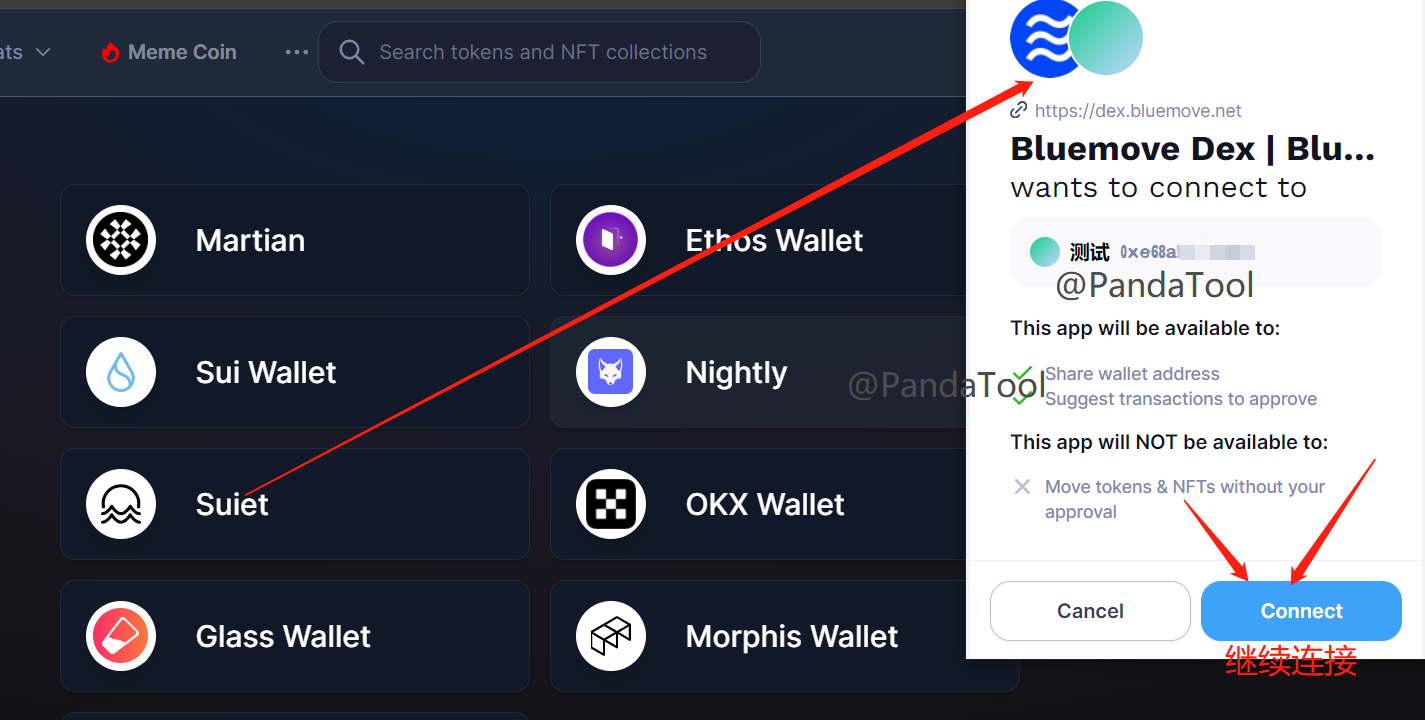 ats
Meme Coin
Search tokens and NFT collections
Martian
Ethos Wallet
Sui Wallet
Nightly
Suiet
OKX Wallet
Glass Wallet
Morphis Wallet
@PandaTool
https://dex.bluemove.net
Bluemove Dex | Blu...
wants to connect to
测试 0xe68a
@PandaTool
This app will be available to:
Share wallet address
Suggest transactions to approve
This app will NOT be available to:
Move tokens & NFTs without your
approval
Cancel
Connect
继续连接